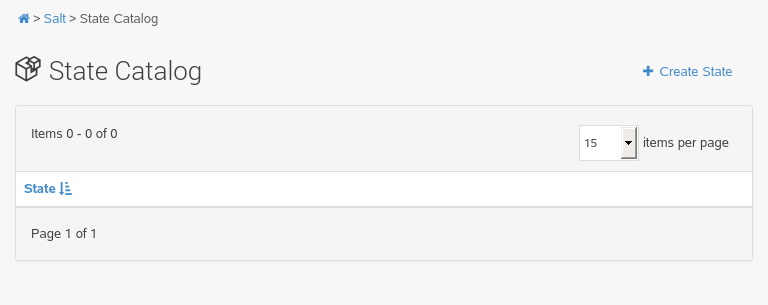 > Salt > State Catalog
State Catalog
Create State
Items 0 - 0 of 0
15 items per page
State
Page 1 of 1